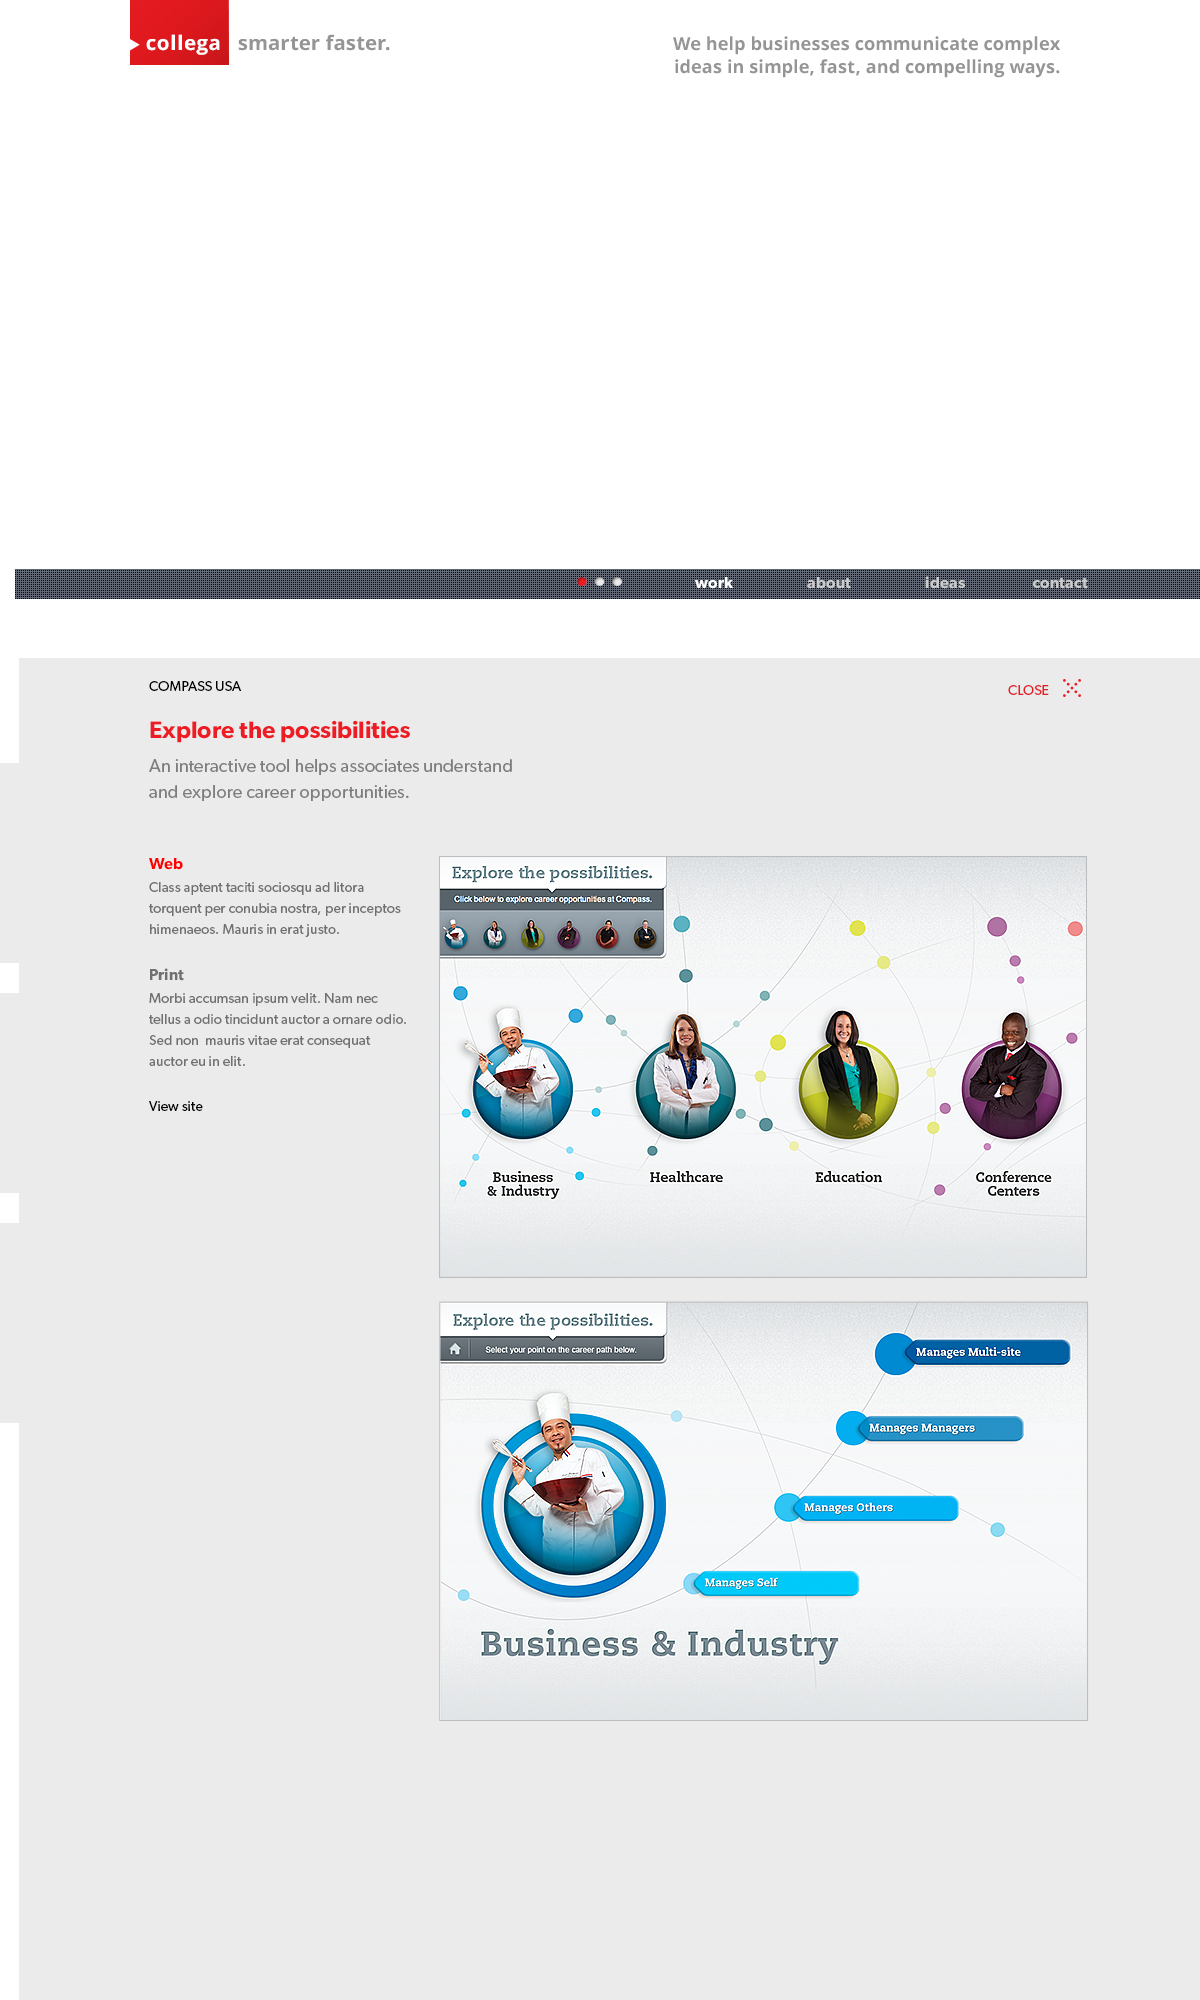 collega smarter faster.
We help businesses communicate complex
ideas in simple, fast, and compelling ways.
work about ideas contact
COMPASS USA
CLOSE
Explore the possibilities
An interactive tool helps associates understand
and explore career opportunities.
Web
Class aptent taciti sociosqu ad litora
torquent per conubia nostra, per inceptos
himenaeos. Mauris in erat justo.
Print
Morbi accumsan ipsum velit. Nam nec
tellus a odio tincidunt auctor a ornare odio.
Sed non  mauris vitae erat consequat
auctor eu in elit.
View site
Explore the possibilities.
Click below to explore career opportunities at Compass.
Business
& Industry
Healthcare
Education
Conference
Centers
Explore the possibilities.
Select your point on the career path below.
Manages Multi-site
Manages Managers
Manages Others
Manages Self
Business & Industry